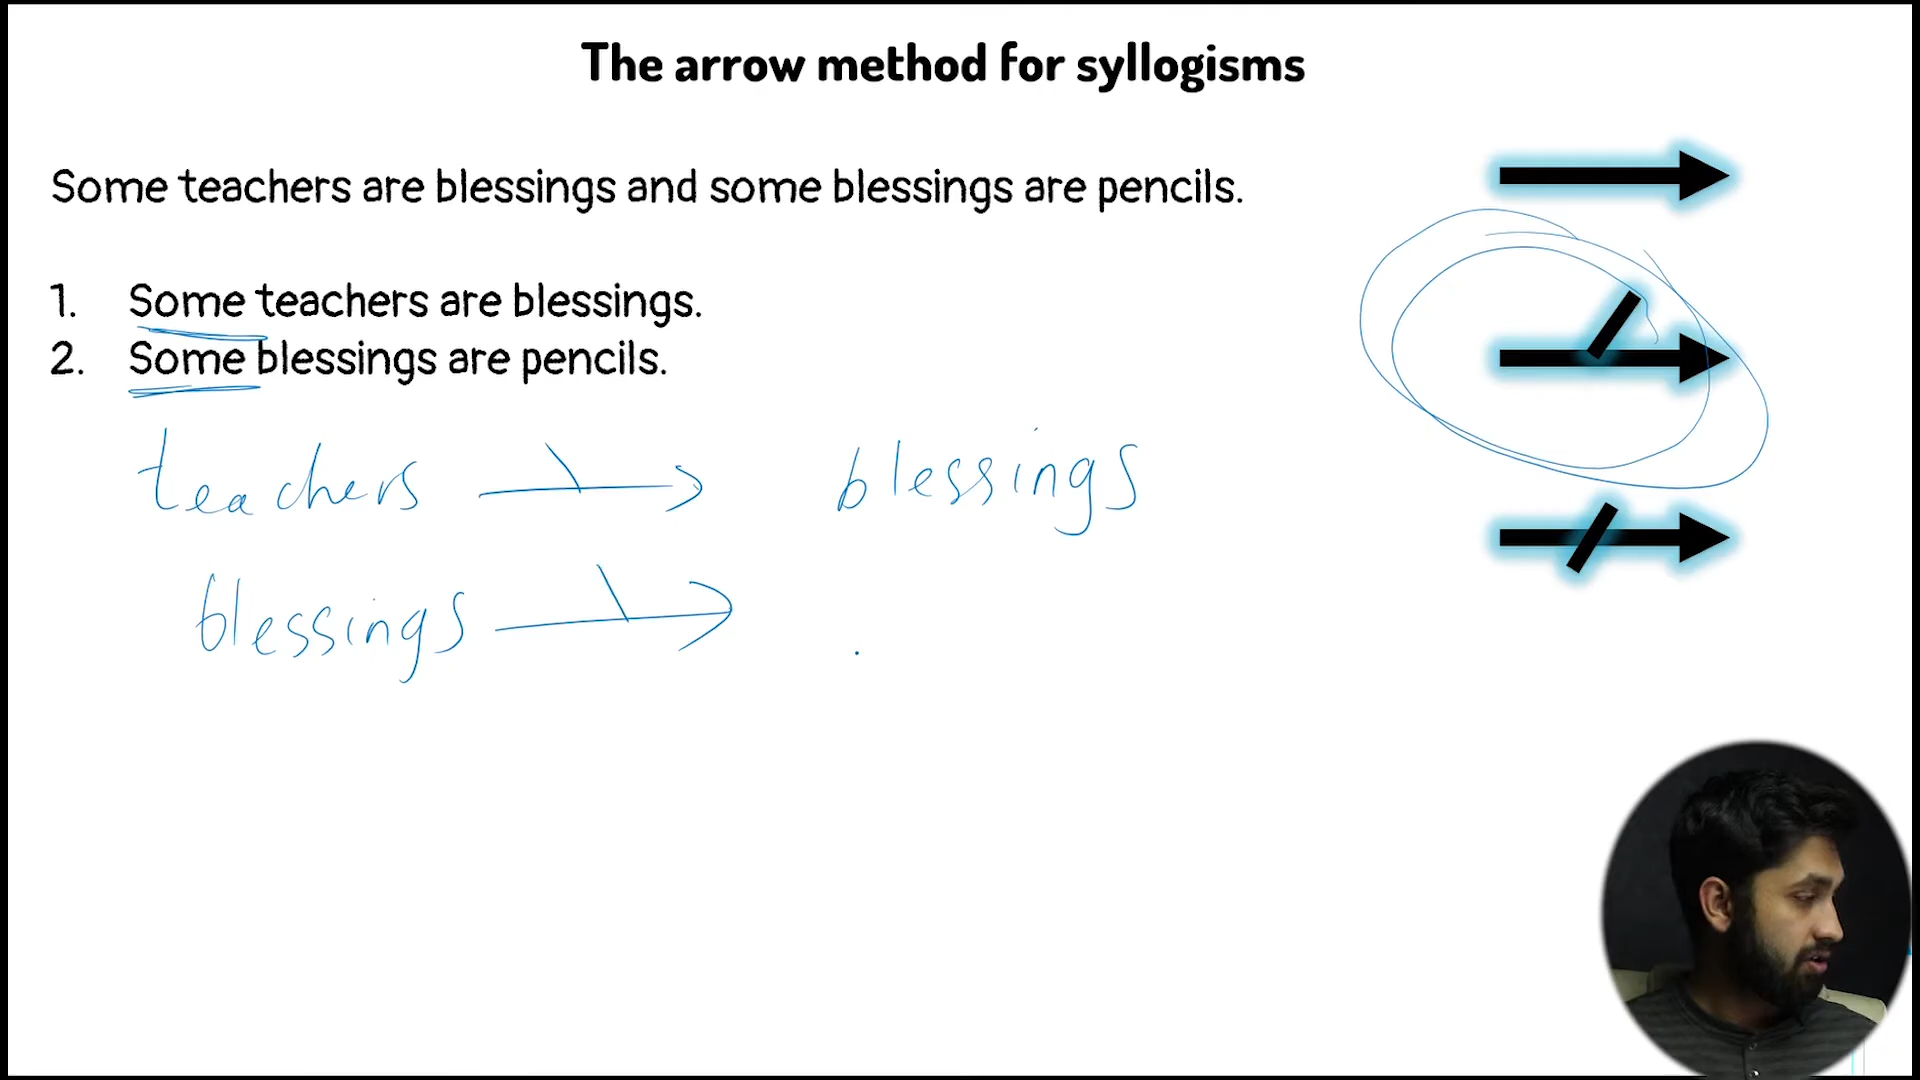 The arrow method for syllogisms
Some teachers are blessings and some blessings are pencils.
1. Some teachers are blessings.
2. Some blessings are pencils.
teachers blessings
blessings